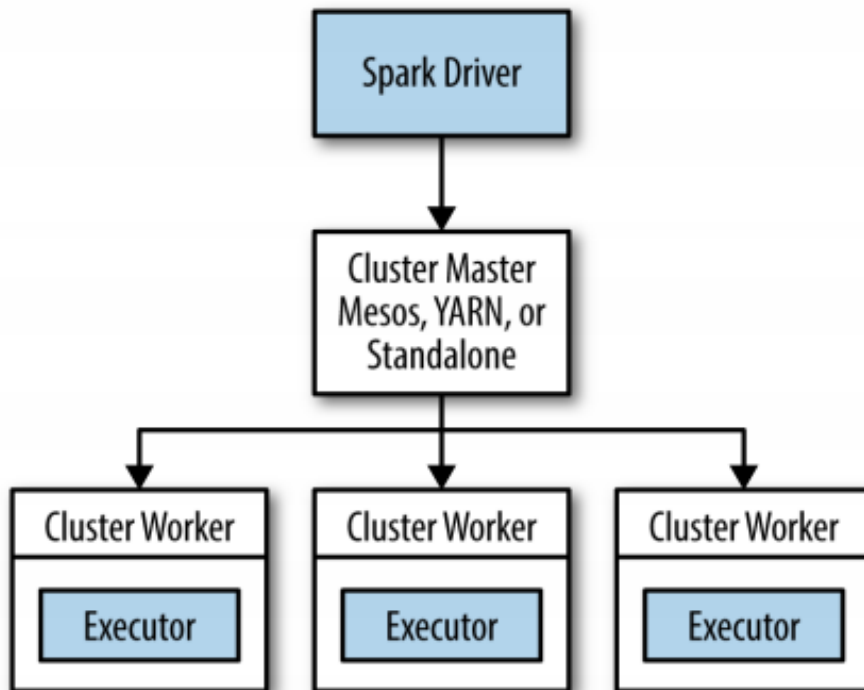 Spark Driver
Cluster Master
Mesos, YARN, or
Standalone
Cluster Worker
Executor
Cluster Worker
Executor
Cluster Worker
Executor